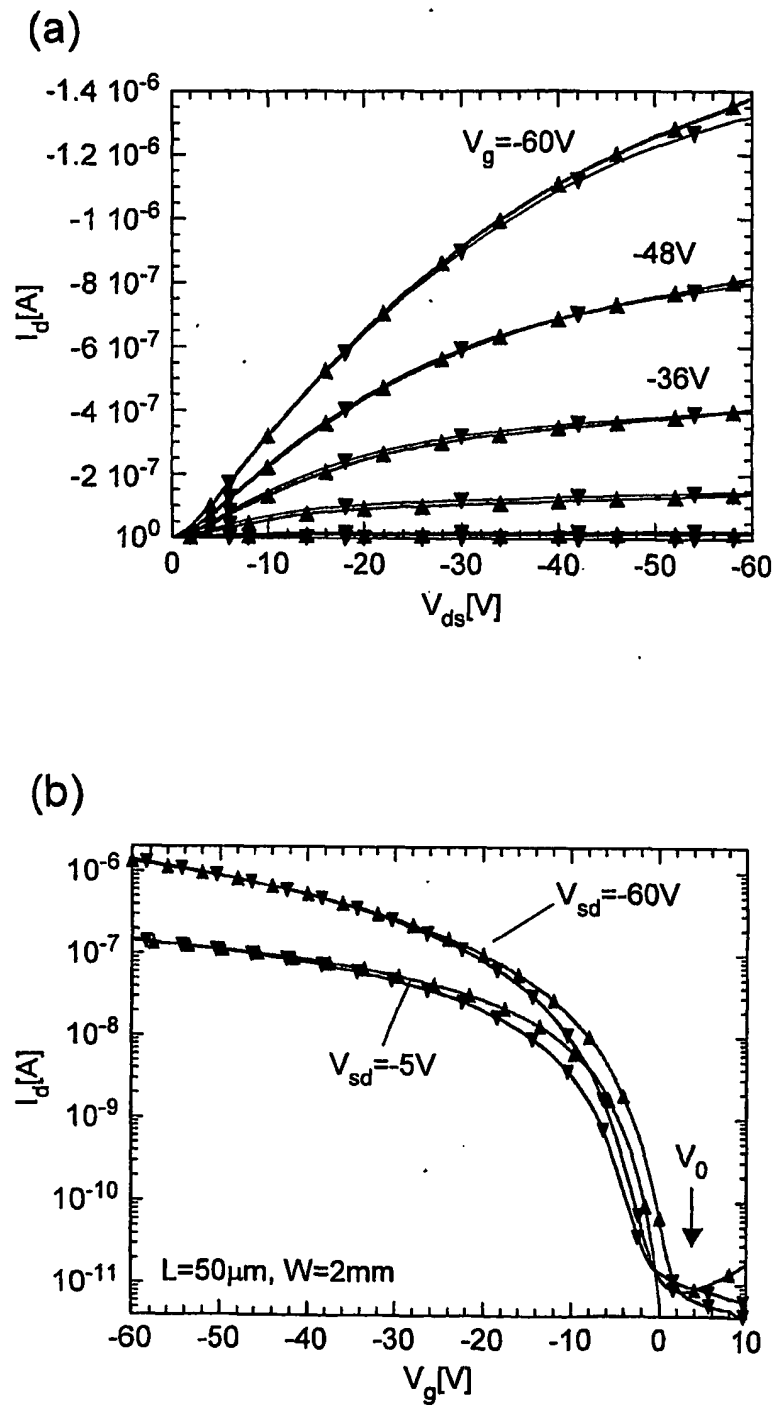 (a)
-1.4 10⁻⁶
-1.2 10⁻⁶
-1 10⁻⁶
-8 10⁻⁷
-6 10⁻⁷
-4 10⁻⁷
-2 10⁻⁷
10⁰
I_d[A]
V_g=-60V
-48V
-36V
0 -10 -20 -30 -40 -50 -60
V_ds[V]
(b)
10⁻⁶
10⁻⁷
10⁻⁸
10⁻⁹
10⁻¹⁰
10⁻¹¹
I_d[A]
V_sd=-60V
V_sd=-5V
V_0
L=50µm, W=2mm
-60 -50 -40 -30 -20 -10 0 10
V_g[V]